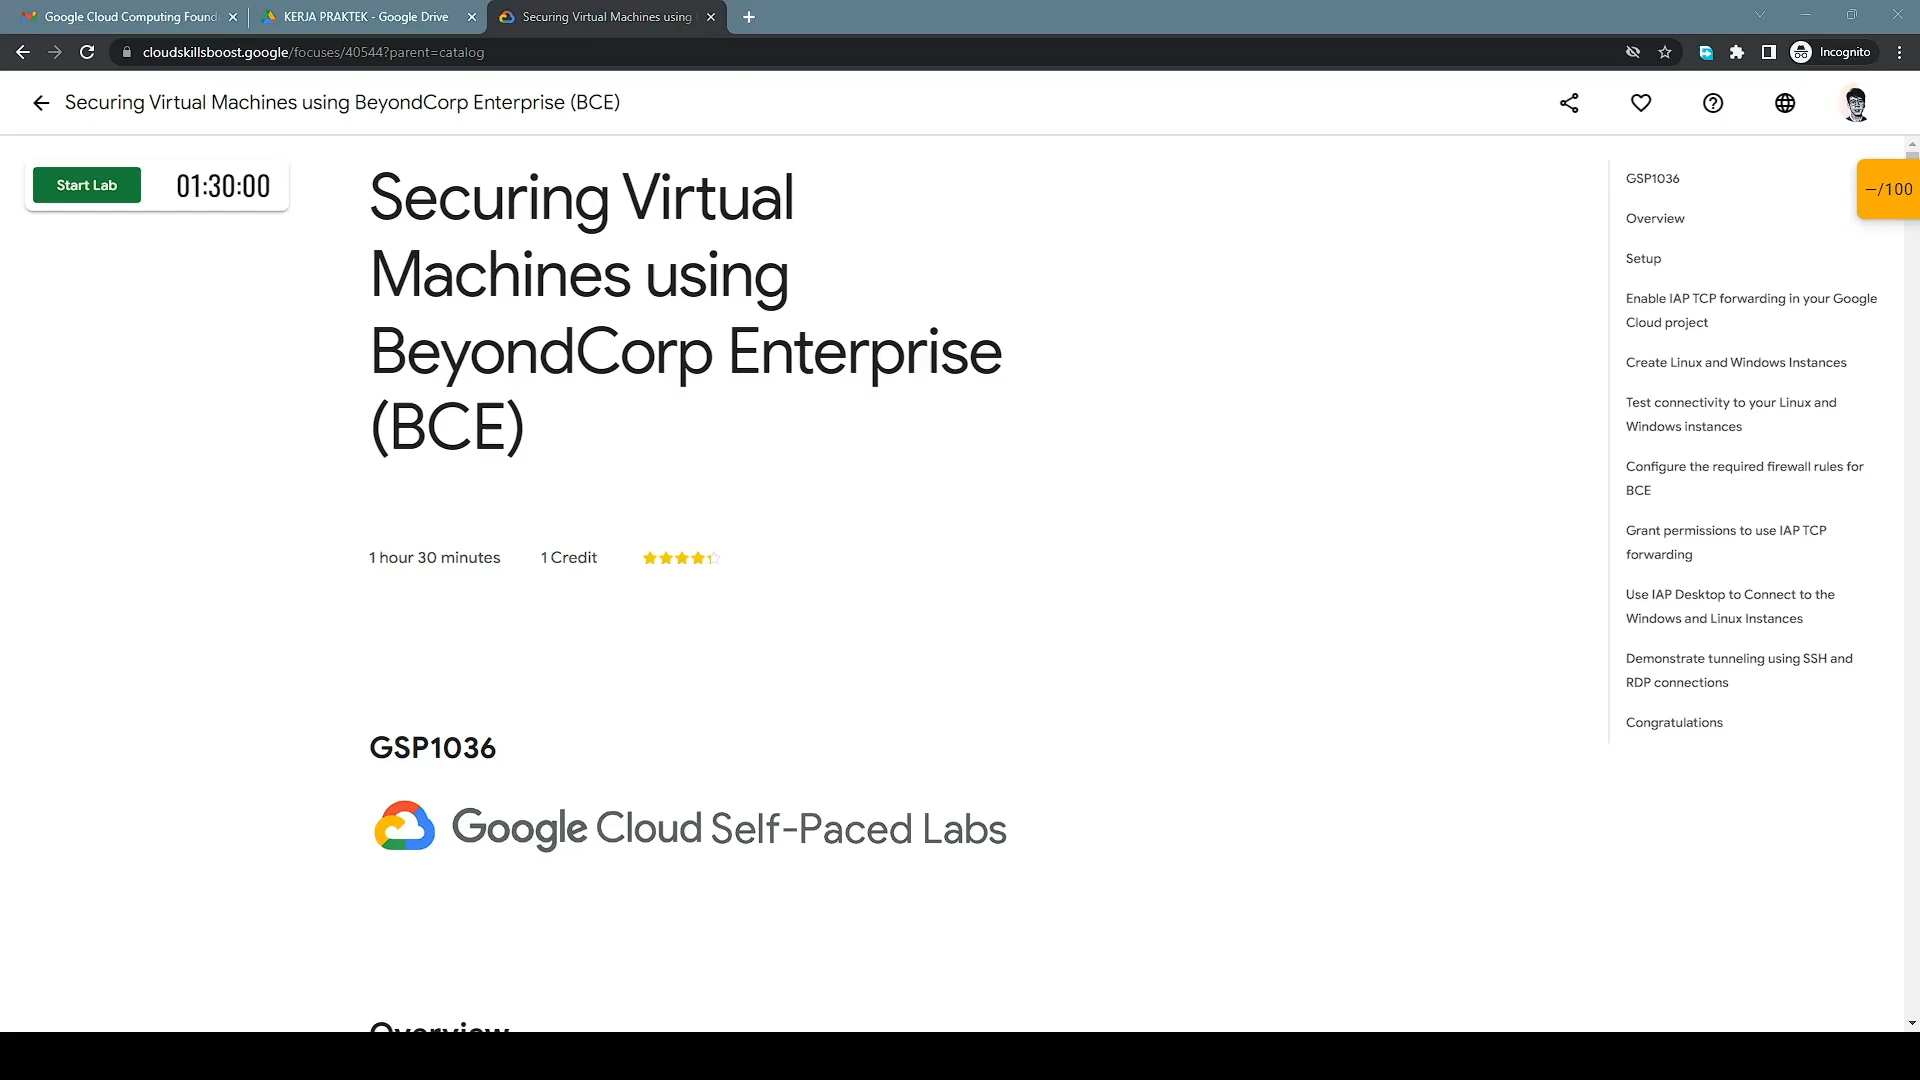 Google Cloud Computing Found
KERJA PRAKTEK - Google Drive
Securing Virtual Machines using
cloudskillsboost.google/focuses/40544?parent=catalog
Incognito
Securing Virtual Machines using BeyondCorp Enterprise (BCE)
Start Lab
01:30:00
Securing Virtual
Machines using
BeyondCorp Enterprise
(BCE)
1 hour 30 minutes
1 Credit
GSP1036
Google Cloud Self-Paced Labs
Overview
GSP1036
Overview
Setup
Enable IAP TCP forwarding in your Google
Cloud project
Create Linux and Windows Instances
Test connectivity to your Linux and
Windows instances
Configure the required firewall rules for
BCE
Grant permissions to use IAP TCP
forwarding
Use IAP Desktop to Connect to the
Windows and Linux Instances
Demonstrate tunneling using SSH and
RDP connections
Congratulations
—/100